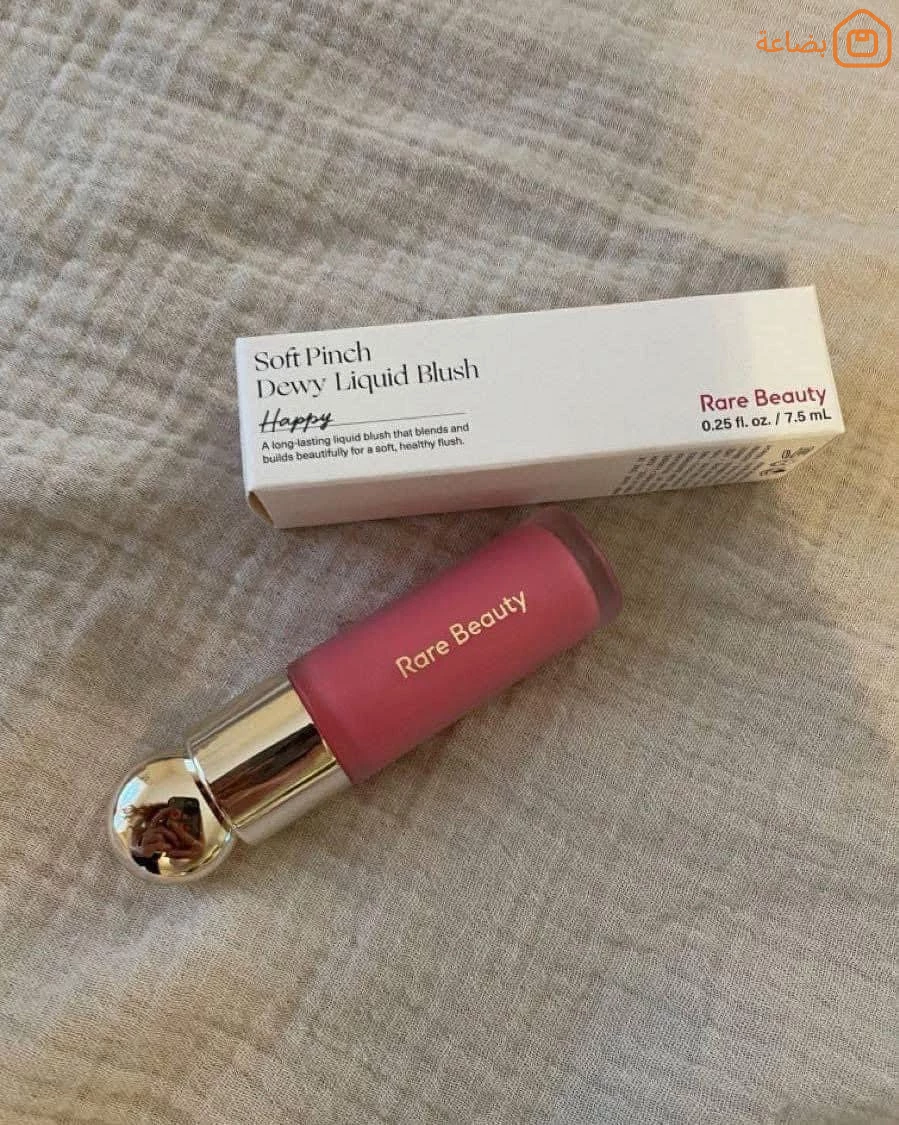 بضاعة
Soft Pinch
Dewy Liquid Blush
Happy
A long-lasting liquid blush that blends and
builds beautifully for a soft, healthy flush.
Rare Beauty
0.25 fl. oz. / 7.5 mL
Rare Beauty